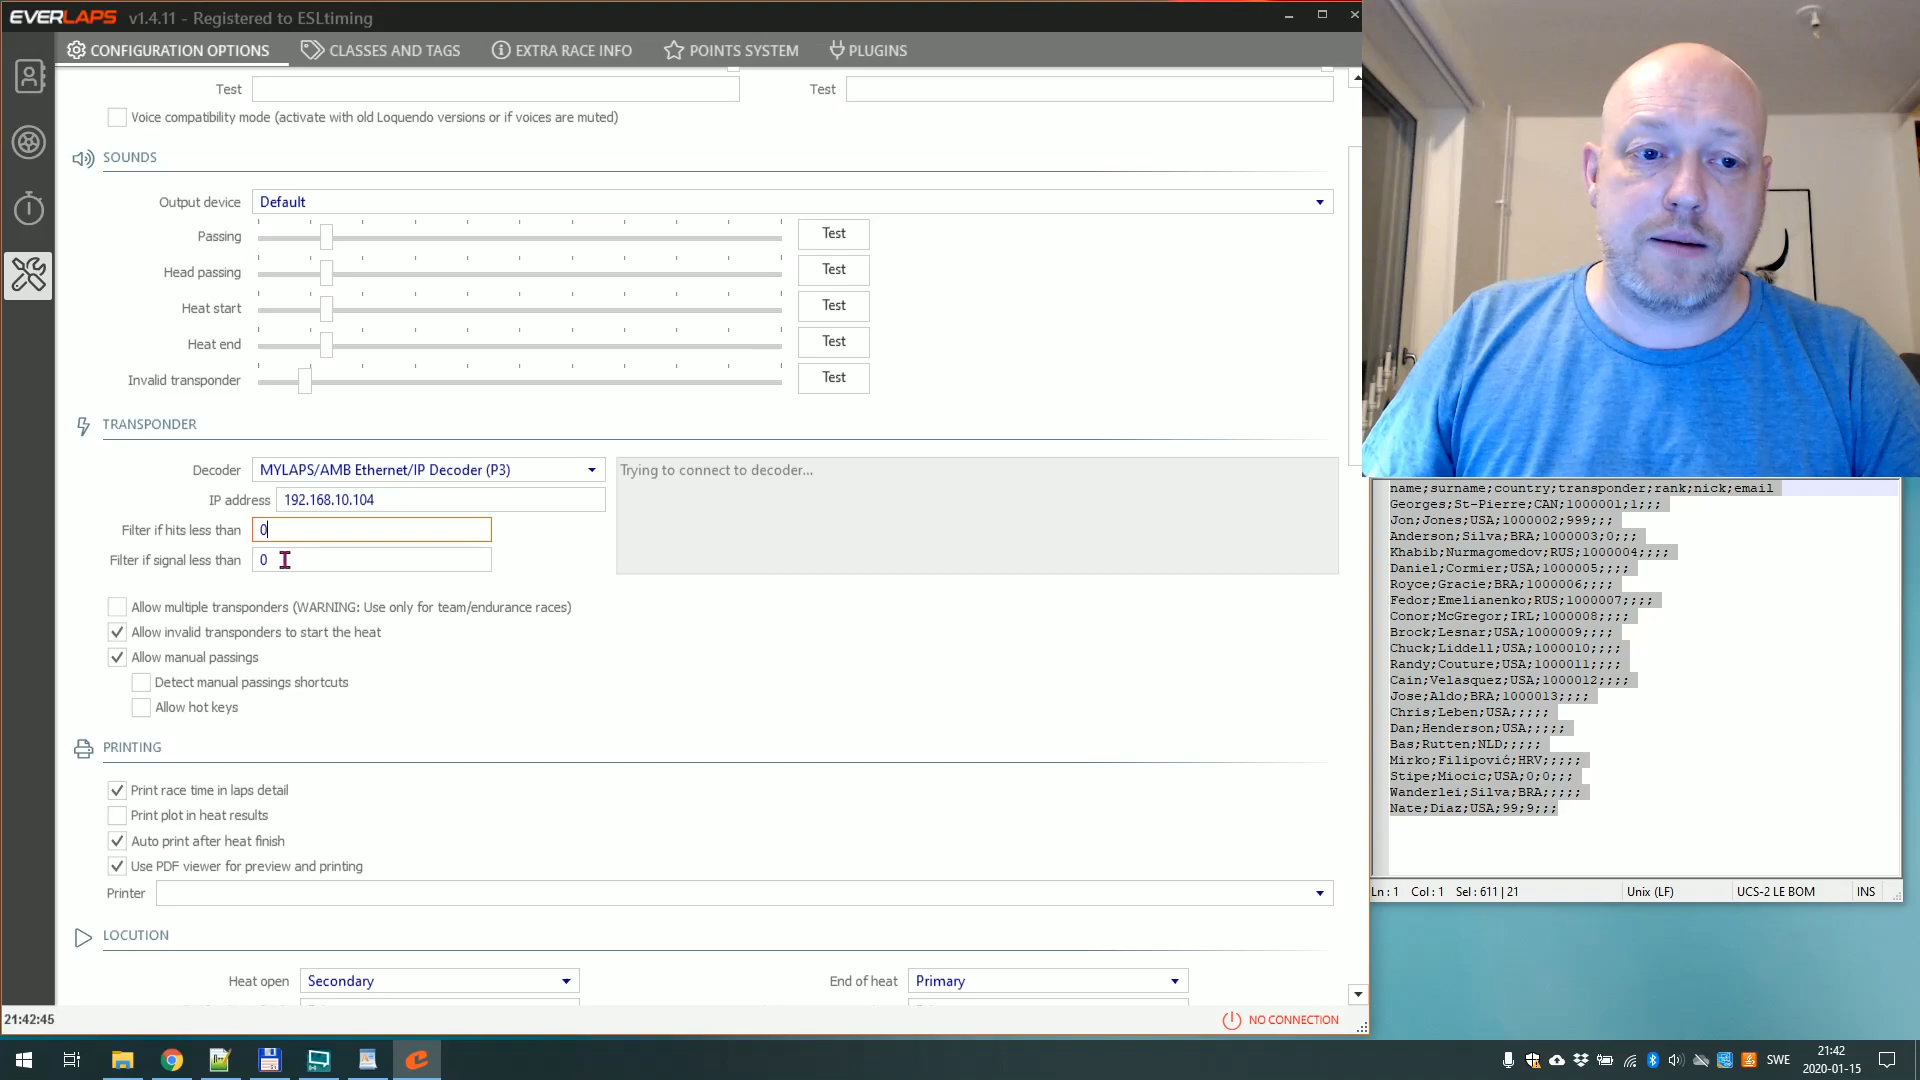 EVERLAPS v1.4.11 - Registered to ESLtiming
CONFIGURATION OPTIONS CLASSES AND TAGS EXTRA RACE INFO POINTS SYSTEM PLUGINS
Test Test
Voice compatibility mode (activate with old Loquendo versions or if voices are muted)
SOUNDS
Output device Default
Passing Test
Head passing Test
Heat start Test
Heat end Test
Invalid transponder Test
TRANSPONDER
Decoder MYLAPS/AMB Ethernet/IP Decoder (P3)
Trying to connect to decoder...
IP address 192.168.10.104
Filter if hits less than 0
Filter if signal less than 0
Allow multiple transponders (WARNING: Use only for team/endurance races)
Allow invalid transponders to start the heat
Allow manual passings
Detect manual passings shortcuts
Allow hot keys
PRINTING
Print race time in laps detail
Print plot in heat results
Auto print after heat finish
Use PDF viewer for preview and printing
Printer
LOCUTION
Heat open Secondary End of heat Primary
21:42:45 NO CONNECTION
name;surname;country;transponder;rank;nick;email
Georges;St-Pierre;CAN;1000001;1;;;
Jon;Jones;USA;1000002;999;;;
Anderson;Silva;BRA;1000003;0;;;
Khabib;Nurmagomedov;RUS;1000004;;;;
Daniel;Cormier;USA;1000005;;;;
Royce;Gracie;BRA;1000006;;;;
Fedor;Emelianenko;RUS;1000007;;;;
Conor;McGregor;IRL;1000008;;;;
Brock;Lesnar;USA;1000009;;;;
Chuck;Liddell;USA;1000010;;;;
Randy;Couture;USA;1000011;;;;
Cain;Velasquez;USA;1000012;;;;
Jose;Aldo;BRA;1000013;;;;
Chris;Leben;USA;;;;;
Dan;Henderson;USA;;;;;
Bas;Rutten;NLD;;;;;
Mirko;Filipović;HRV;;;;;
Stipe;Miocic;USA;0;0;;;
Wanderlei;Silva;BRA;;;;;
Nate;Diaz;USA;99;9;;;
Ln : 1 Col : 1 Sel : 611 | 21 Unix (LF) UCS-2 LE BOM INS
SWE
21:42
2020-01-15